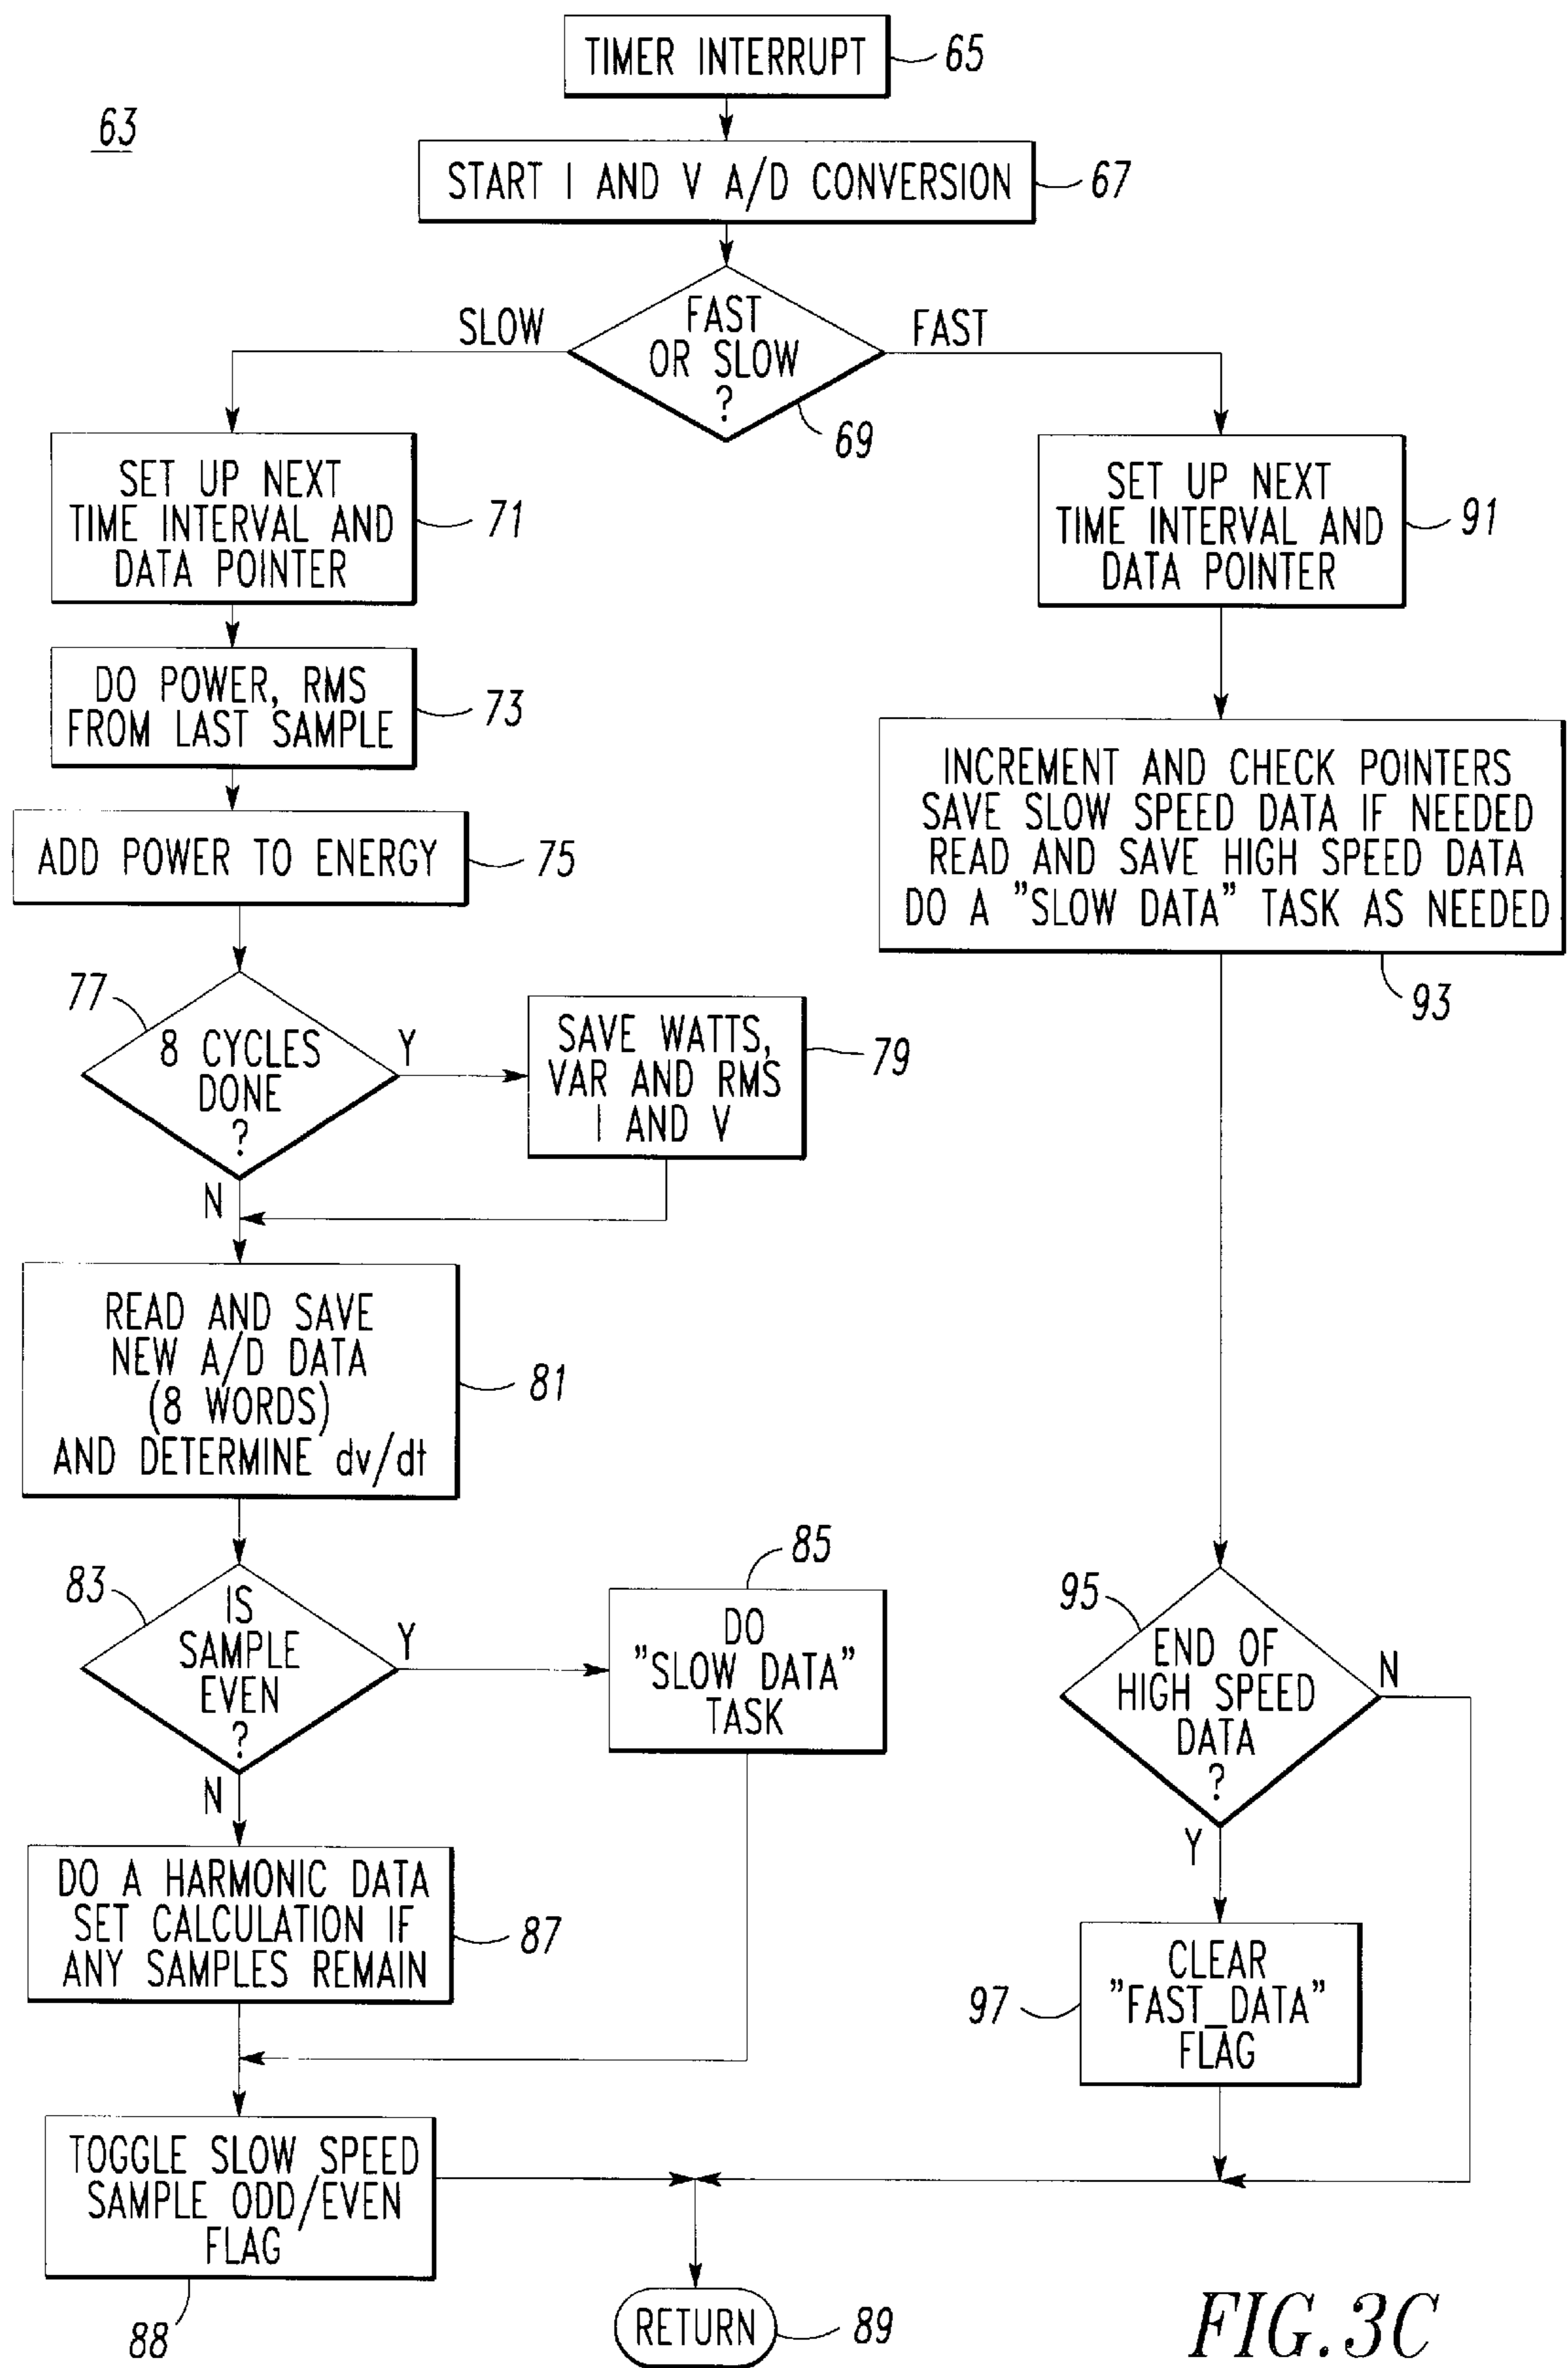 TIMER INTERRUPT
65
63
START I AND V A/D CONVERSION
67
SLOW
FAST
OR SLOW
?
FAST
69
SET UP NEXT
TIME INTERVAL AND
DATA POINTER
71
SET UP NEXT
TIME INTERVAL AND
DATA POINTER
91
DO POWER, RMS
FROM LAST SAMPLE
73
INCREMENT AND CHECK POINTERS
SAVE SLOW SPEED DATA IF NEEDED
READ AND SAVE HIGH SPEED DATA
DO A "SLOW DATA" TASK AS NEEDED
93
ADD POWER TO ENERGY
75
77
8 CYCLES
DONE
?
Y
N
SAVE WATTS,
VAR AND RMS
I AND V
79
READ AND SAVE
NEW A/D DATA
(8 WORDS)
AND DETERMINE dv/dt
81
83
IS
SAMPLE
EVEN
?
Y
N
85
DO
"SLOW DATA"
TASK
95
END OF
HIGH SPEED
DATA
?
N
Y
DO A HARMONIC DATA
SET CALCULATION IF
ANY SAMPLES REMAIN
87
97
CLEAR
"FAST_DATA"
FLAG
TOGGLE SLOW SPEED
SAMPLE ODD/EVEN
FLAG
88
RETURN
89
FIG. 3C